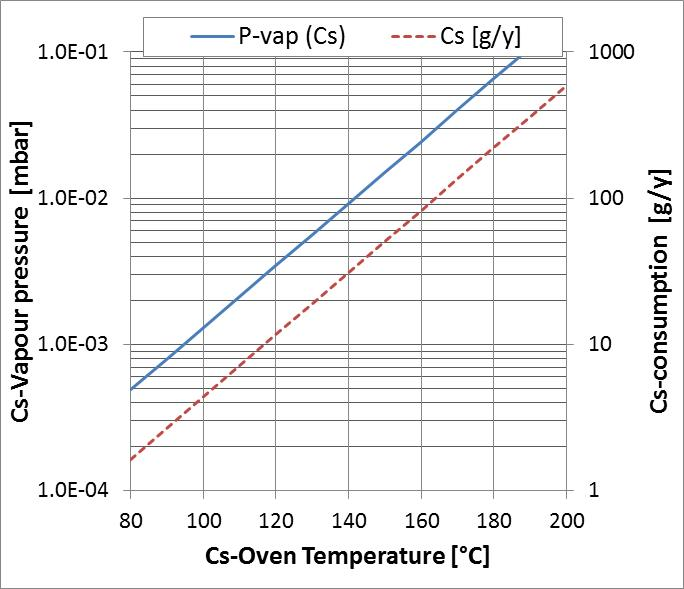 P-vap (Cs) Cs [g/y]
1.0E-01
1.0E-02
1.0E-03
1.0E-04
Cs-Vapour pressure [mbar]
1000
100
10
1
Cs-consumption [g/y]
80 100 120 140 160 180 200
Cs-Oven Temperature [°C]